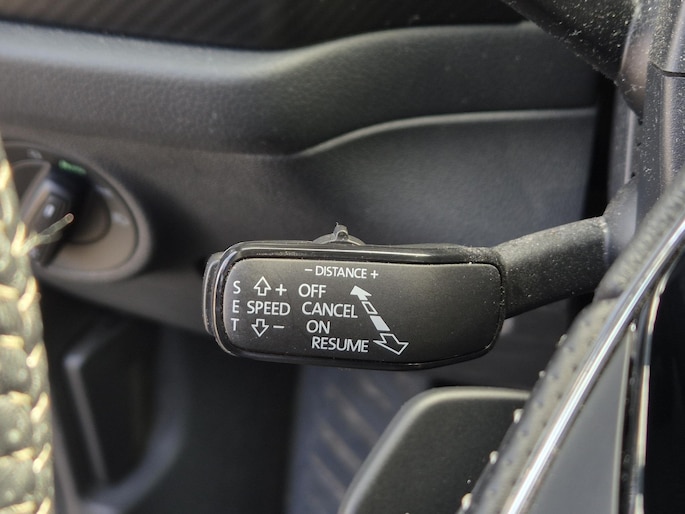 – DISTANCE +
S + OFF
E SPEED CANCEL
T – ON
RESUME